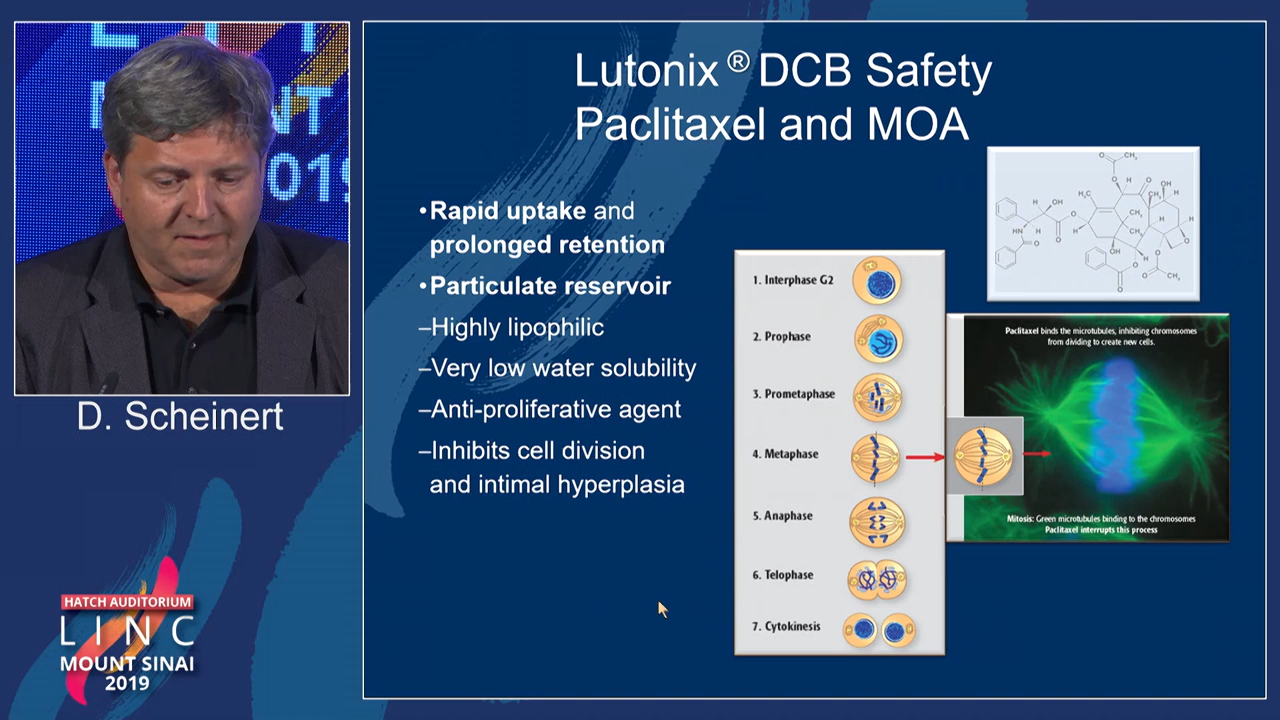 Lutonix ® DCB Safety
Paclitaxel and MOA
•Rapid uptake and
prolonged retention
•Particulate reservoir
–Highly lipophilic
–Very low water solubility
–Anti-proliferative agent
–Inhibits cell division
and intimal hyperplasia
1. Interphase G2
2. Prophase
3. Prometaphase
4. Metaphase
5. Anaphase
6. Telophase
7. Cytokinesis
Paclitaxel binds the microtubules, inhibiting chromosomes
from dividing to create new cells.
Mitosis: Green microtubules binding to the chromosomes
Paclitaxel interrupts this process
D. Scheinert
HATCH AUDITORIUM
LINC
MOUNT SINAI
2019